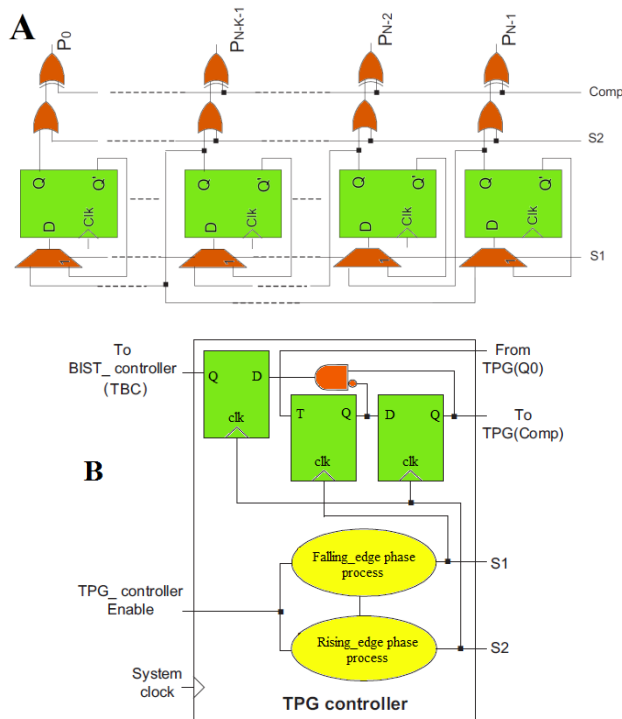 A
P0
PN-K-1
PN-2
PN-1
Comp
S2
Q Q' Q Q' Q Q' Q Q'
D Clk D Clk D Clk D Clk
S1
To
BIST_ controller
(TBC)
From
TPG(Q0)
Q D
T Q D Q
To
TPG(Comp)
clk
clk clk
B
Falling_edge phase
process
S1
TPG_ controller
Enable
Rising_edge phase
process
S2
System
clock
TPG controller